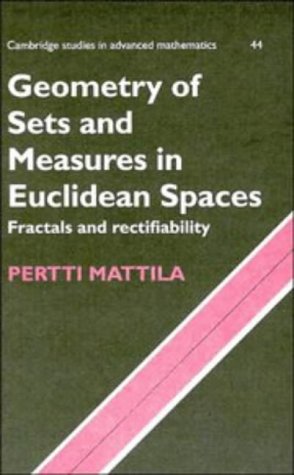 Cambridge studies in advanced mathematics 44
Geometry of
Sets and
Measures in
Euclidean Spaces
Fractals and rectifiability
PERTTI MATTILA